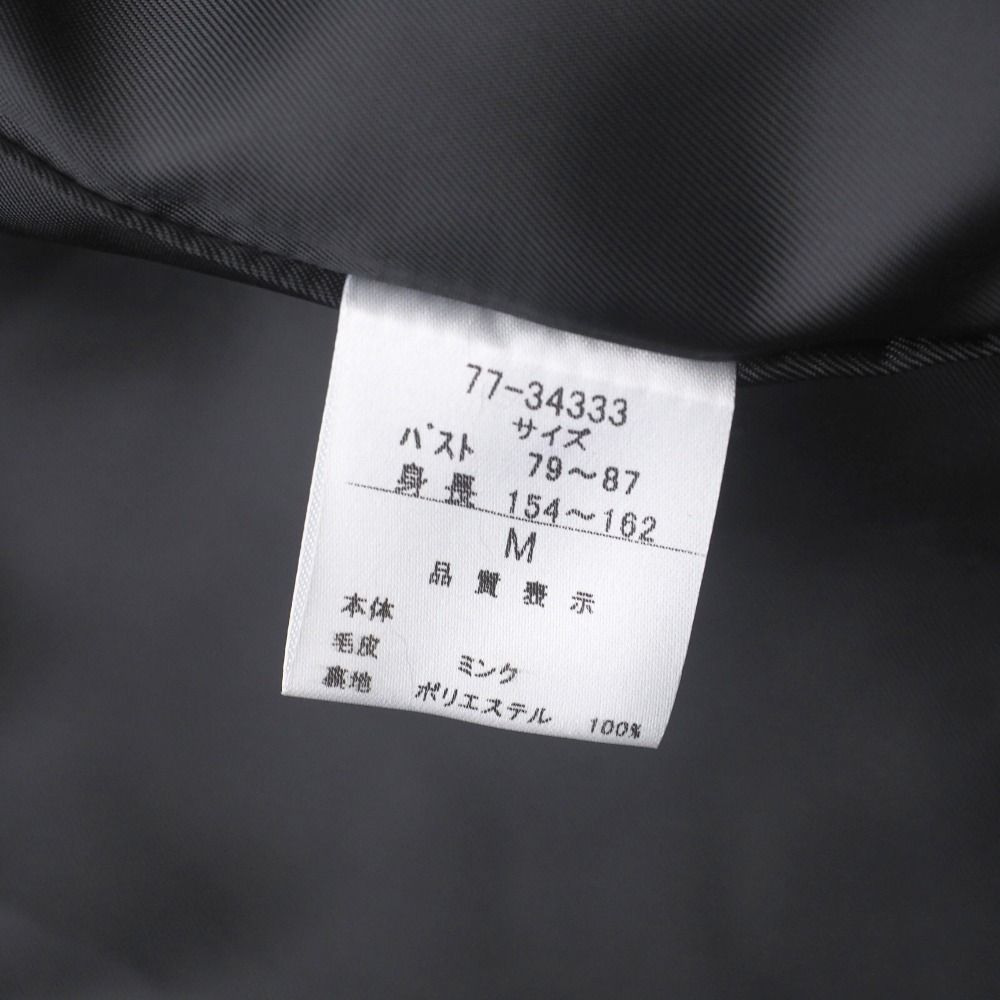 77-34333
サイズ
バスト 79～87
身長 154～162
M
品質表示
本体
毛皮 ミンク
裏地 ポリエステル 100%